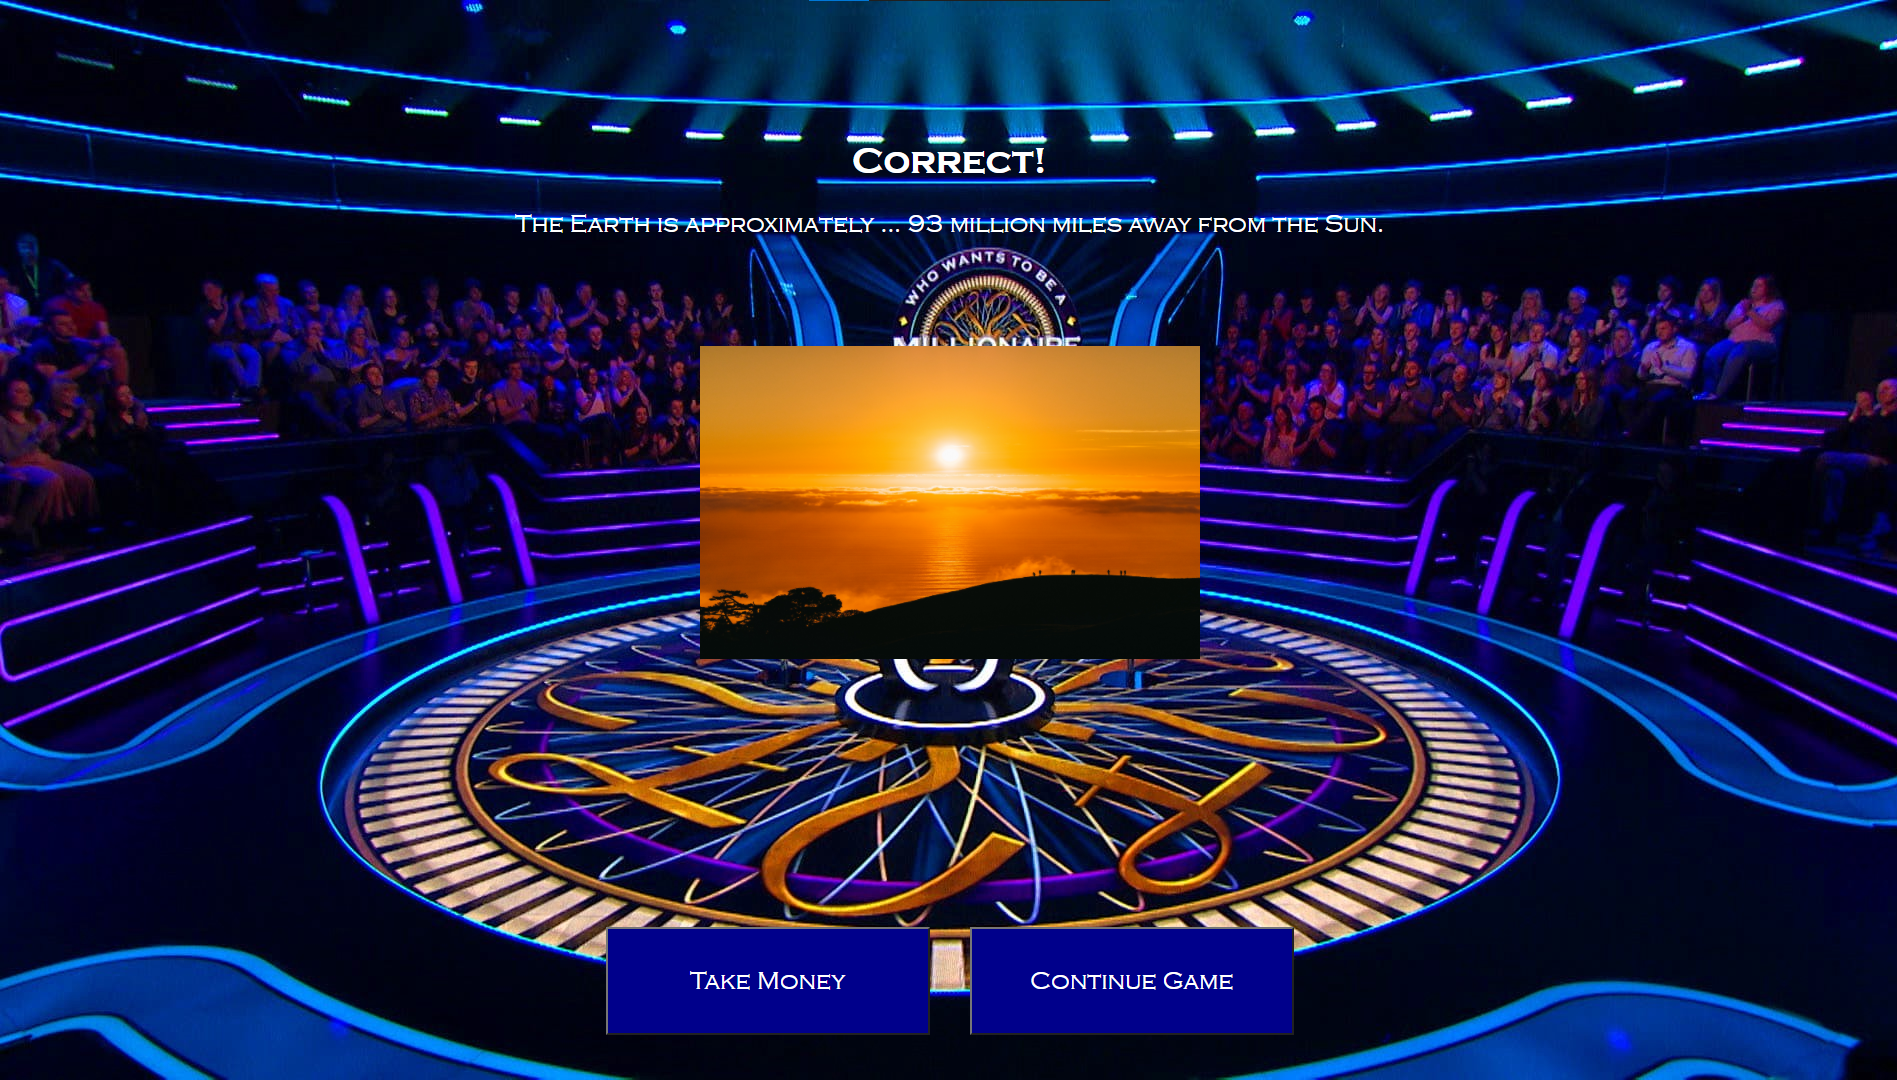 Correct!
The Earth is approximately ... 93 million miles away from the Sun.
WHO WANTS TO BE A
MILLIONAIRE
Take Money
Continue Game